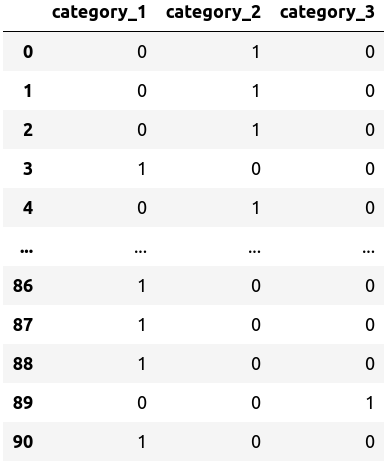 category_1 category_2 category_3
0 0 1 0
1 0 1 0
2 0 1 0
3 1 0 0
4 0 1 0
... ... ... ...
86 1 0 0
87 1 0 0
88 1 0 0
89 0 0 1
90 1 0 0